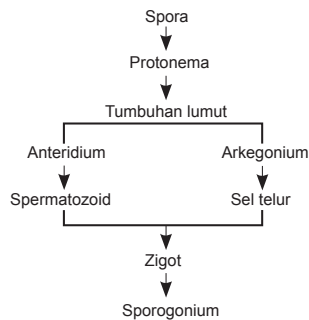 Spora
Protonema
Tumbuhan lumut
Anteridium Arkegonium
Spermatozoid Sel telur
Zigot
Sporogonium